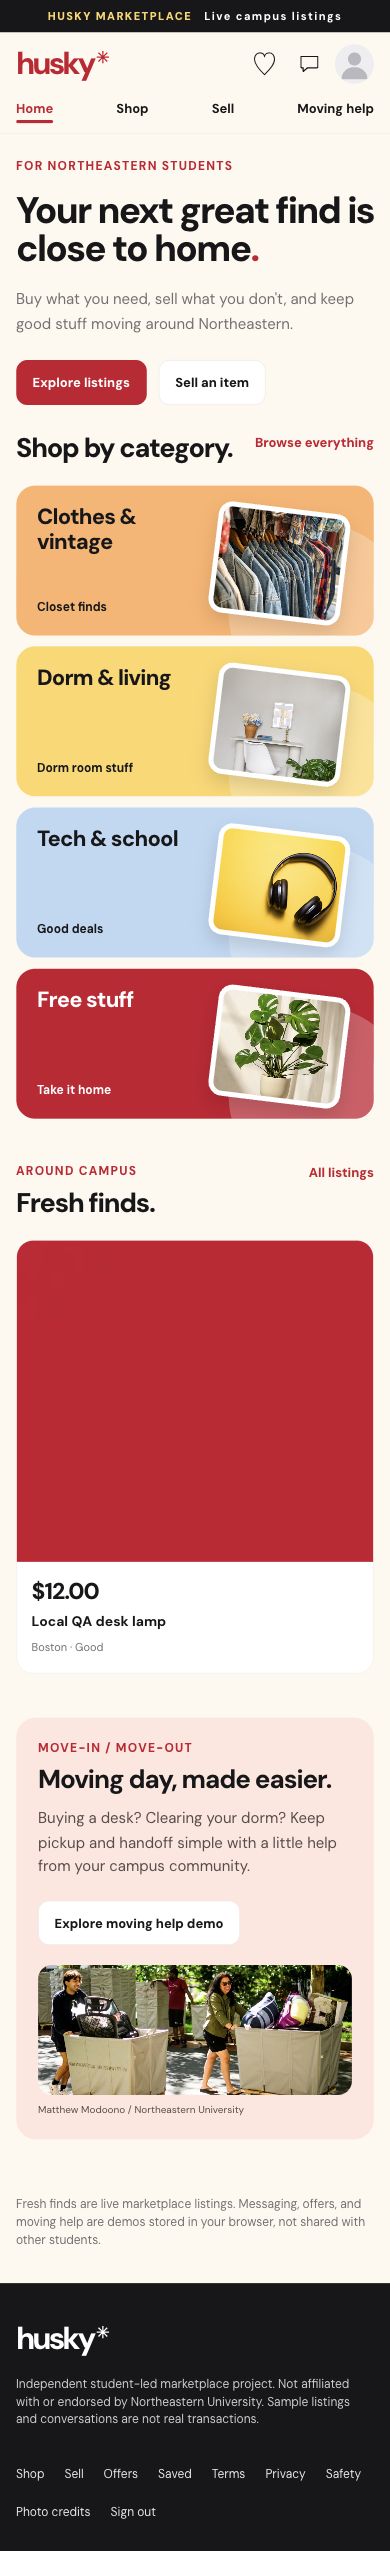 HUSKY MARKETPLACE Live campus listings
husky*
Home Shop Sell Moving help
FOR NORTHEASTERN STUDENTS
Your next great find is
close to home.
Buy what you need, sell what you don't, and keep
good stuff moving around Northeastern.
Explore listings Sell an item
Shop by category. Browse everything
Clothes &
vintage
Closet finds
Dorm & living
Dorm room stuff
Tech & school
Good deals
Free stuff
Take it home
AROUND CAMPUS All listings
Fresh finds.
$12.00
Local QA desk lamp
Boston · Good
MOVE-IN / MOVE-OUT
Moving day, made easier.
Buying a desk? Clearing your dorm? Keep
pickup and handoff simple with a little help
from your campus community.
Explore moving help demo
Matthew Modoono / Northeastern University
Fresh finds are live marketplace listings. Messaging, offers, and
moving help are demos stored in your browser, not shared with
other students.
husky*
Independent student-led marketplace project. Not affiliated
with or endorsed by Northeastern University. Sample listings
and conversations are not real transactions.
Shop Sell Offers Saved Terms Privacy Safety
Photo credits Sign out